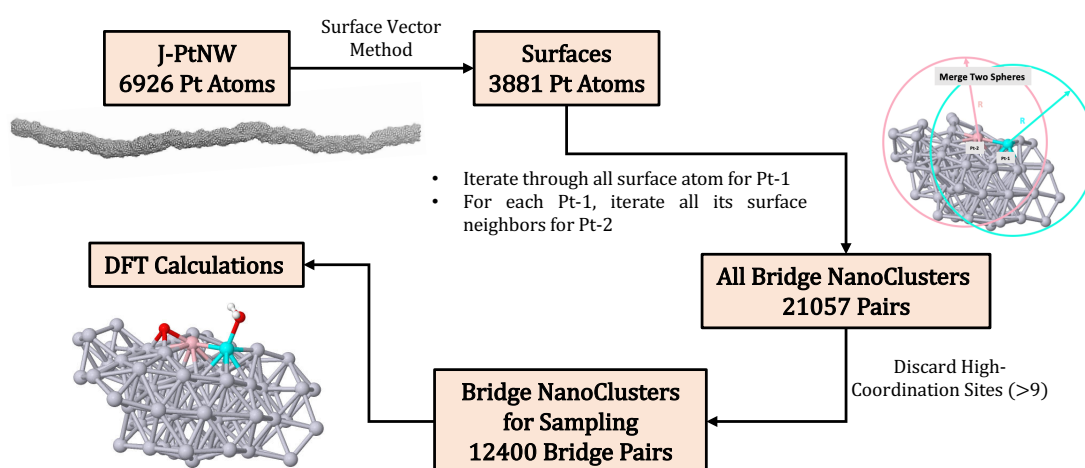 J-PtNW
6926 Pt Atoms
Surface Vector
Method
Surfaces
3881 Pt Atoms
Merge Two Spheres
R
R
Pt-2
Pt-1
• Iterate through all surface atom for Pt-1
• For each Pt-1, iterate all its surface
neighbors for Pt-2
DFT Calculations
All Bridge NanoClusters
21057 Pairs
Discard High-
Coordination Sites (>9)
Bridge NanoClusters
for Sampling
12400 Bridge Pairs